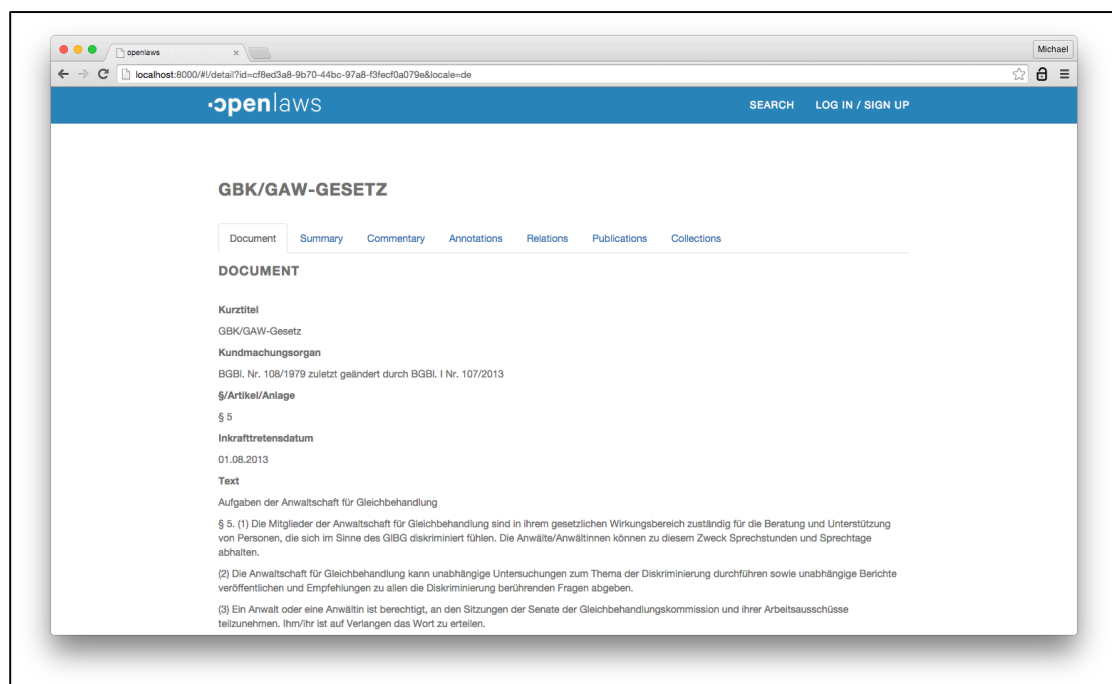 openlaws
Michael
localhost:8000/#!/detail?id=cf8ed3a8-9b70-44bc-97a8-f3fecf0a079e&locale=de
openlaws
SEARCH LOG IN / SIGN UP
GBK/GAW-GESETZ
Document Summary Commentary Annotations Relations Publications Collections
DOCUMENT
Kurztitel
GBK/GAW-Gesetz
Kundmachungsorgan
BGBl. Nr. 108/1979 zuletzt geändert durch BGBl. I Nr. 107/2013
§/Artikel/Anlage
§ 5
Inkrafttretensdatum
01.08.2013
Text
Aufgaben der Anwaltschaft für Gleichbehandlung
§ 5. (1) Die Mitglieder der Anwaltschaft für Gleichbehandlung sind in ihrem gesetzlichen Wirkungsbereich zuständig für die Beratung und Unterstützung
von Personen, die sich im Sinne des GlBG diskriminiert fühlen. Die Anwälte/Anwältinnen können zu diesem Zweck Sprechstunden und Sprechtage
abhalten.
(2) Die Anwaltschaft für Gleichbehandlung kann unabhängige Untersuchungen zum Thema der Diskriminierung durchführen sowie unabhängige Berichte
veröffentlichen und Empfehlungen zu allen die Diskriminierung berührenden Fragen abgeben.
(3) Ein Anwalt oder eine Anwältin ist berechtigt, an den Sitzungen der Senate der Gleichbehandlungskommission und ihrer Arbeitsausschüsse
teilzunehmen. Ihm/ihr ist auf Verlangen das Wort zu erteilen.